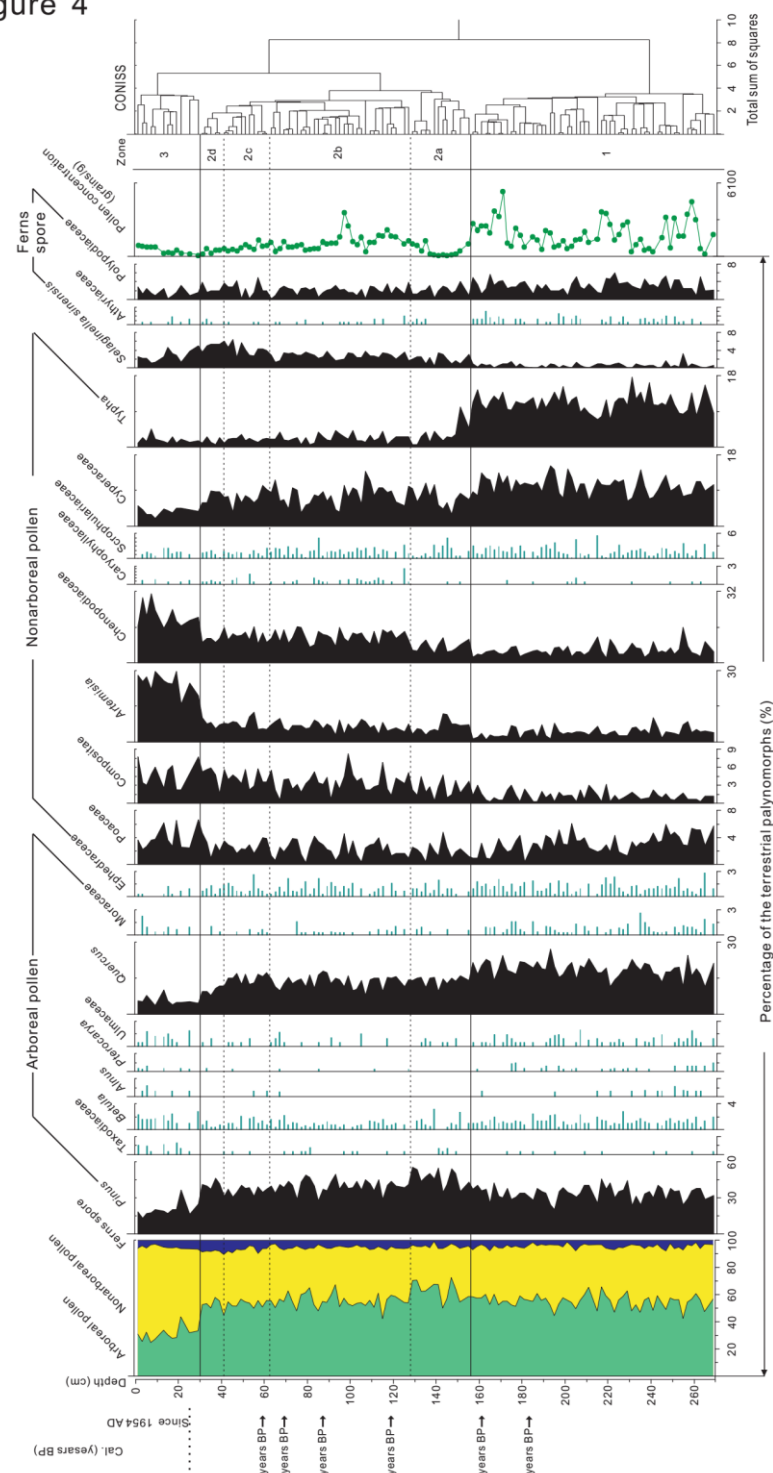 gure 4
Arboreal pollen
Nonarboreal pollen
Ferns
spore
Cal. (yesars BP)
Since 1954 AD
Depth (cm)
Arboreal pollen
Nonarboreal pollen
Ferns spore
Pinus
Taxodiaceae
Betula
Alnus
Pterocarya
Ulmaceae
Quercus
Moraceae
Ephedraceae
Poaceae
Compositae
Artemisia
Chenopodiaceae
Caryophyllaceae
Scrophulariaceae
Cyperaceae
Typha
Selaginella sinensis
Athyriaceae
Polypodiaceae
Pollen concentration
(grains/g)
Zone
CONISS
3
2d
2c
2b
2a
1
0
20
40
60
80
100
120
140
160
180
200
220
240
260
years BP→
years BP→
years BP→
years BP→
years BP→
years BP→
20 40 60 80 100
30 60
4
30
3
3
4 8
3 6 9
30
32
3
6
18
18
4 8
8
6100
2 4 6 8 10
Percentage of the terrestrial palynomorphs (%)
Total sum of squares